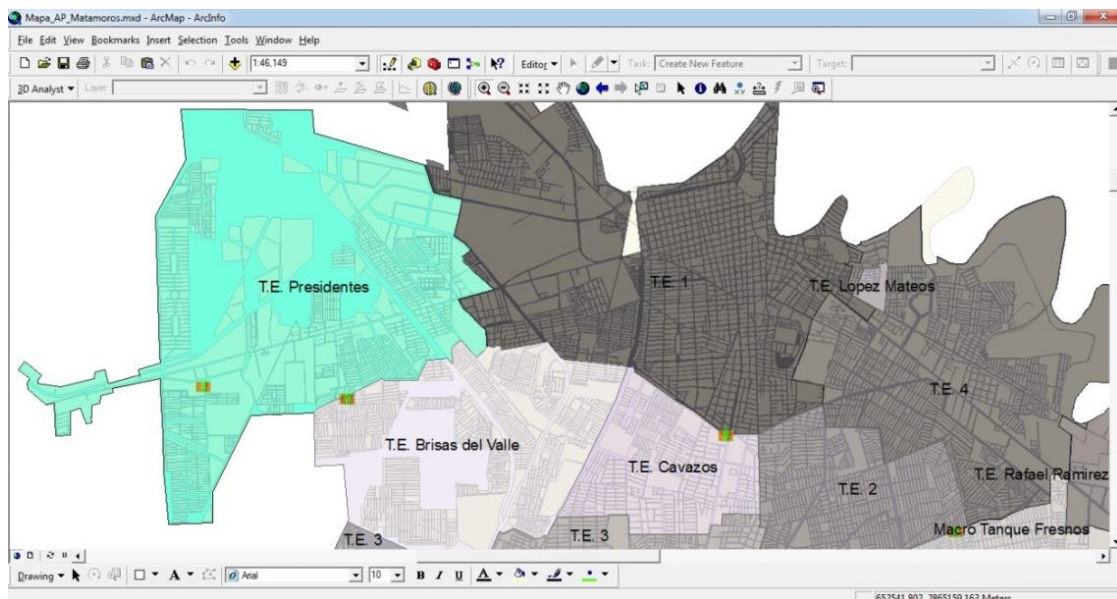 Mapa_AP_Matamoros.mxd - ArcMap - ArcInfo
File Edit View Bookmarks Insert Selection Tools Window Help
1:46,149 Editor Task: Create New Feature Target:
3D Analyst Layer:
T.E. Presidentes
T.E. 1
T.E. Lopez Mateos
T.E. 4
T.E. Brisas del Valle
T.E. Cavazos
T.E. 2
T.E. Rafael Ramirez
T.E. 3
T.E. 3
Macro Tanque Fresnos
Drawing A Arial 10 B I U A
652541.802 2865159.163 Meters